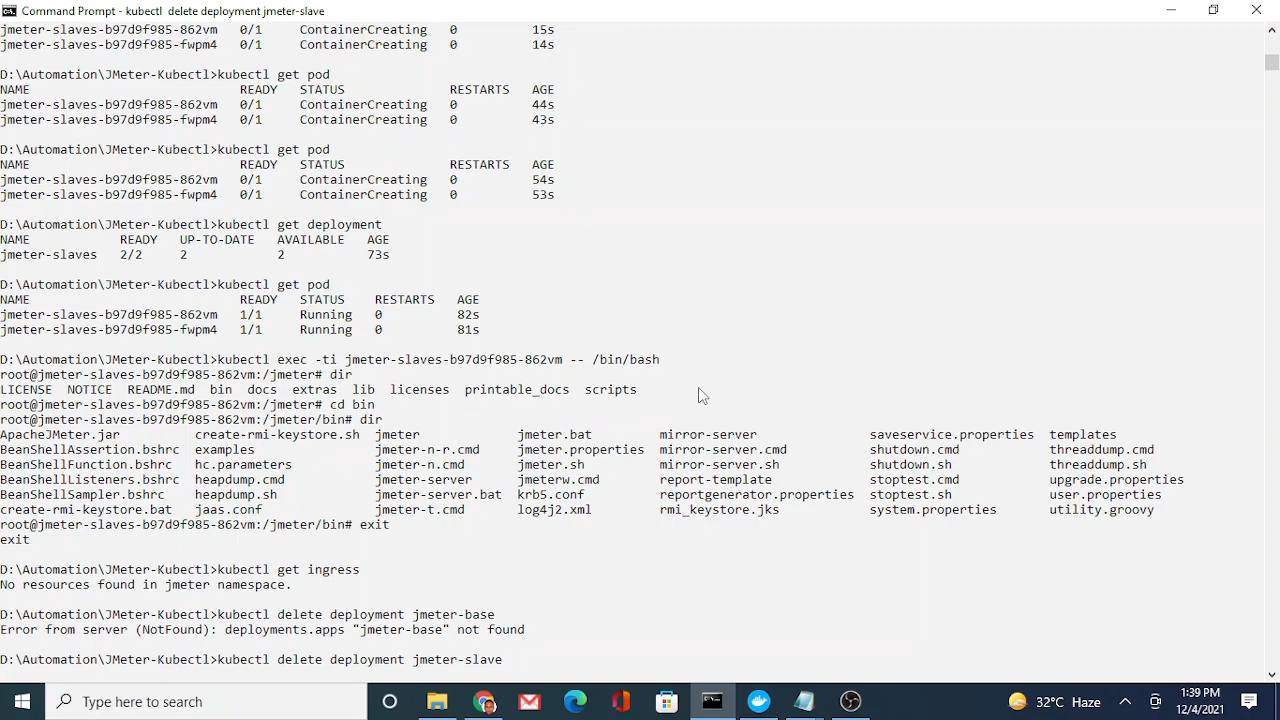 Command Prompt - kubectl  delete deployment jmeter-slave
jmeter-slaves-b97d9f985-862vm   0/1     ContainerCreating   0          15s
jmeter-slaves-b97d9f985-fwpm4   0/1     ContainerCreating   0          14s
D:\Automation\JMeter-Kubectl>kubectl get pod
NAME                            READY   STATUS              RESTARTS   AGE
jmeter-slaves-b97d9f985-862vm   0/1     ContainerCreating   0          44s
jmeter-slaves-b97d9f985-fwpm4   0/1     ContainerCreating   0          43s
D:\Automation\JMeter-Kubectl>kubectl get pod
NAME                            READY   STATUS              RESTARTS   AGE
jmeter-slaves-b97d9f985-862vm   0/1     ContainerCreating   0          54s
jmeter-slaves-b97d9f985-fwpm4   0/1     ContainerCreating   0          53s
D:\Automation\JMeter-Kubectl>kubectl get deployment
NAME            READY   UP-TO-DATE   AVAILABLE   AGE
jmeter-slaves   2/2     2            2           73s
D:\Automation\JMeter-Kubectl>kubectl get pod
NAME                            READY   STATUS    RESTARTS   AGE
jmeter-slaves-b97d9f985-862vm   1/1     Running   0          82s
jmeter-slaves-b97d9f985-fwpm4   1/1     Running   0          81s
D:\Automation\JMeter-Kubectl>kubectl exec -ti jmeter-slaves-b97d9f985-862vm -- /bin/bash
root@jmeter-slaves-b97d9f985-862vm:/jmeter# dir
LICENSE  NOTICE  README.md  bin  docs  extras  lib  licenses  printable_docs  scripts
root@jmeter-slaves-b97d9f985-862vm:/jmeter# cd bin
root@jmeter-slaves-b97d9f985-862vm:/jmeter/bin# dir
ApacheJMeter.jar          create-rmi-keystore.sh  jmeter             jmeter.bat         mirror-server               saveservice.properties  templates
BeanShellAssertion.bshrc  examples                jmeter-n-r.cmd     jmeter.properties  mirror-server.cmd           shutdown.cmd            threaddump.cmd
BeanShellFunction.bshrc   hc.parameters           jmeter-n.cmd       jmeter.sh          mirror-server.sh            shutdown.sh             threaddump.sh
BeanShellListeners.bshrc  heapdump.cmd            jmeter-server      jmeterw.cmd        report-template             stoptest.cmd            upgrade.properties
BeanShellSampler.bshrc    heapdump.sh             jmeter-server.bat  krb5.conf          reportgenerator.properties  stoptest.sh             user.properties
create-rmi-keystore.bat   jaas.conf               jmeter-t.cmd       log4j2.xml         rmi_keystore.jks            system.properties       utility.groovy
root@jmeter-slaves-b97d9f985-862vm:/jmeter/bin# exit
exit
D:\Automation\JMeter-Kubectl>kubectl get ingress
No resources found in jmeter namespace.
D:\Automation\JMeter-Kubectl>kubectl delete deployment jmeter-base
Error from server (NotFound): deployments.apps "jmeter-base" not found
D:\Automation\JMeter-Kubectl>kubectl delete deployment jmeter-slave
Type here to search
32°C  Haze
1:39 PM
12/4/2021